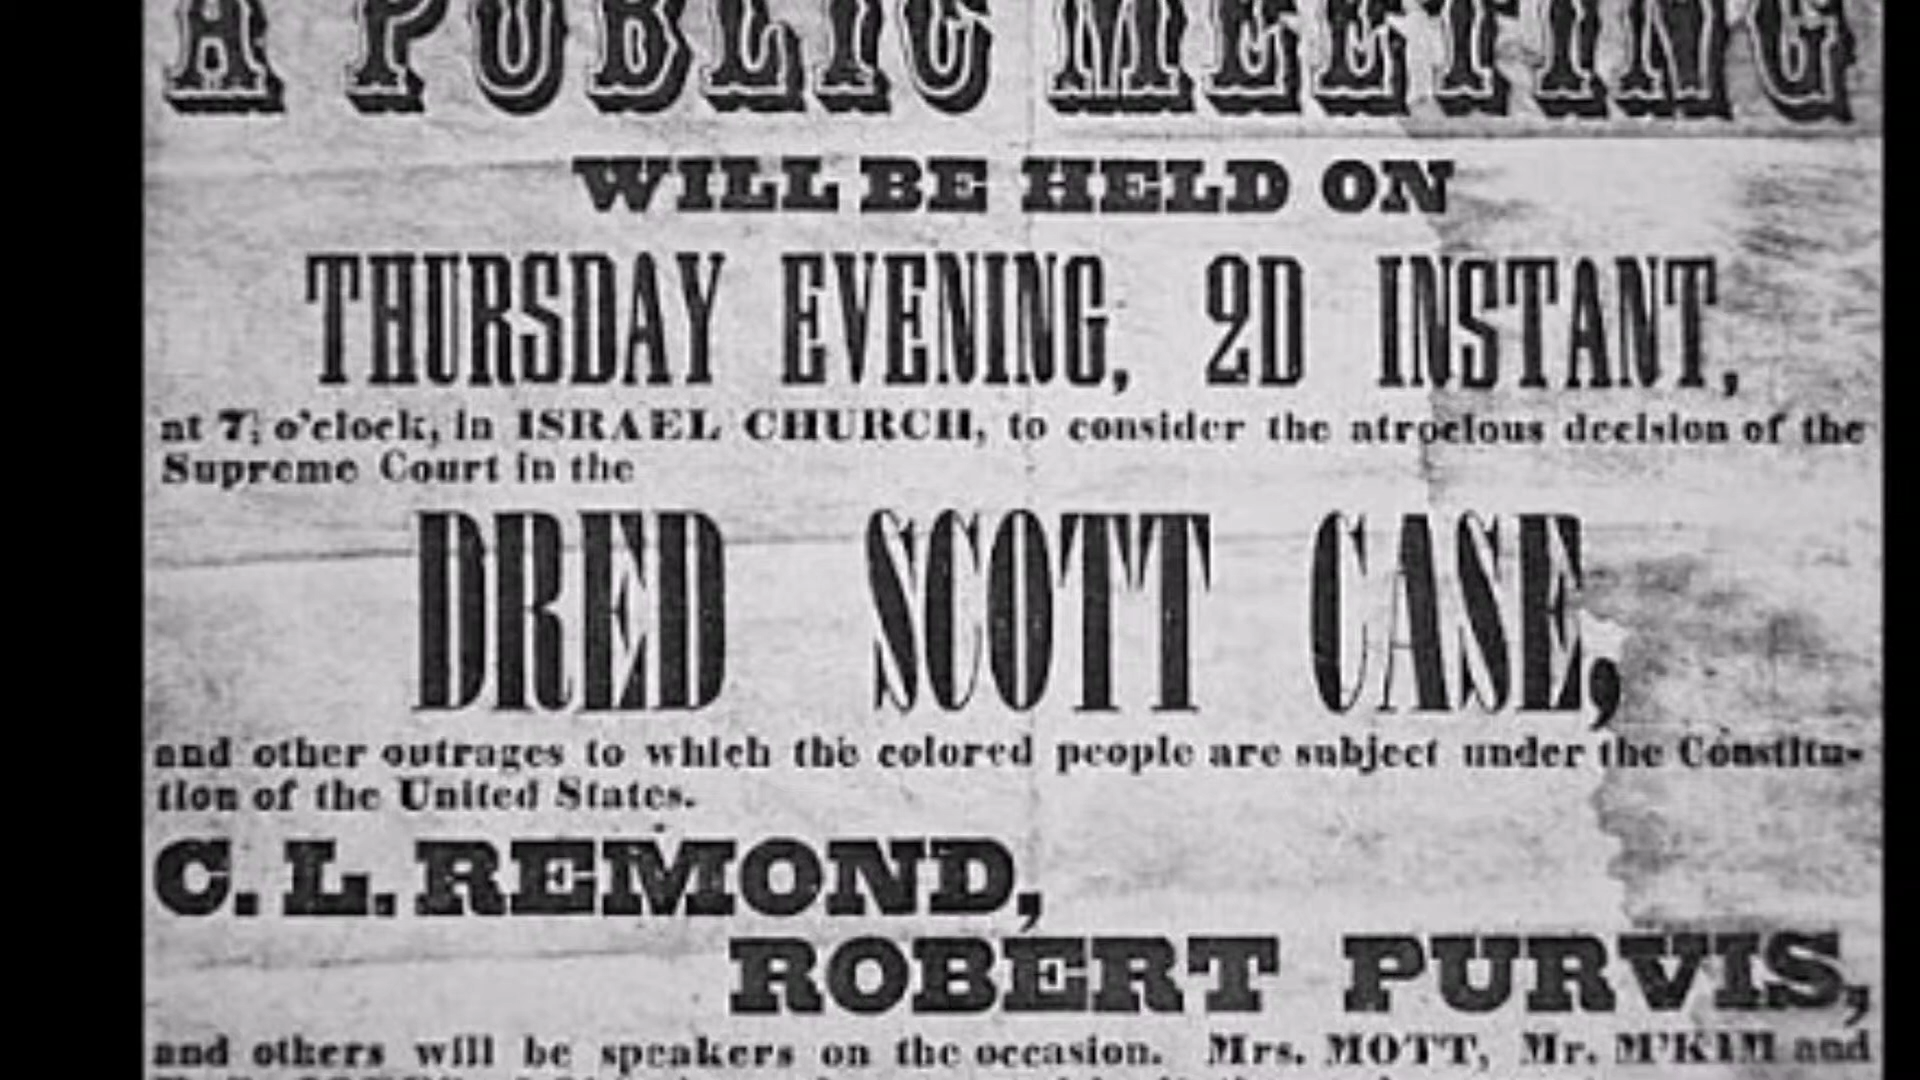 A PUBLIC MEETING
WILL BE HELD ON
THURSDAY EVENING, 2D INSTANT,
at 7½ o'clock, in ISRAEL CHURCH, to consider the atrocious decision of the
Supreme Court in the
DRED SCOTT CASE,
and other outrages to which the colored people are subject under the Constitu-
tion of the United States.
C. L. REMOND,
ROBERT PURVIS,
and others will be speakers on the occasion. Mrs. MOTT, Mr. M'KIM and